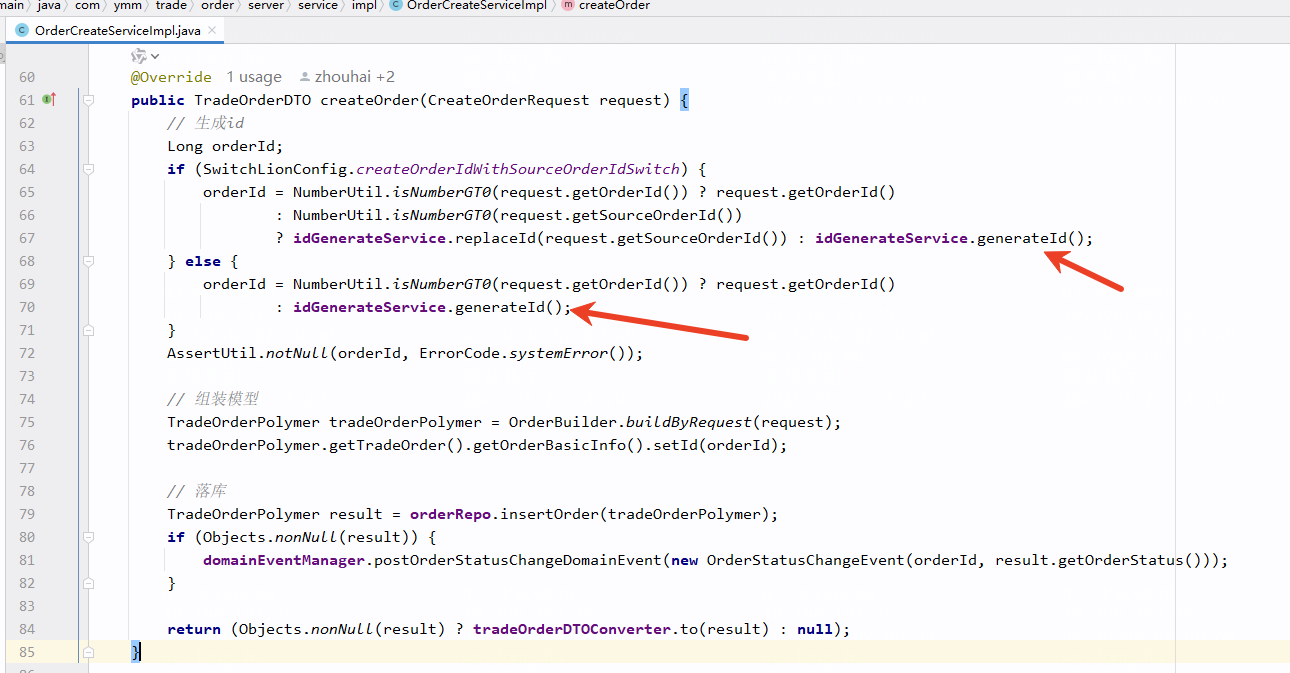 main 〉 java 〉 com 〉 ymm 〉 trade 〉 order 〉 server 〉 service 〉 impl 〉 C OrderCreateServiceImpl 〉 m createOrder
C OrderCreateServiceImpl.java ×
60 @Override 1 usage zhouhai +2
61 public TradeOrderDTO createOrder(CreateOrderRequest request) {
62 // 生成id
63 Long orderId;
64 if (SwitchLionConfig.createOrderIdWithSourceOrderIdSwitch) {
65 orderId = NumberUtil.isNumberGT0(request.getOrderId()) ? request.getOrderId()
66 : NumberUtil.isNumberGT0(request.getSourceOrderId())
67 ? idGenerateService.replaceId(request.getSourceOrderId()) : idGenerateService.generateId();
68 } else {
69 orderId = NumberUtil.isNumberGT0(request.getOrderId()) ? request.getOrderId()
70 : idGenerateService.generateId();
71 }
72 AssertUtil.notNull(orderId, ErrorCode.systemError());
73
74 // 组装模型
75 TradeOrderPolymer tradeOrderPolymer = OrderBuilder.buildByRequest(request);
76 tradeOrderPolymer.getTradeOrder().getOrderBasicInfo().setId(orderId);
77
78 // 落库
79 TradeOrderPolymer result = orderRepo.insertOrder(tradeOrderPolymer);
80 if (Objects.nonNull(result)) {
81 domainEventManager.postOrderStatusChangeDomainEvent(new OrderStatusChangeEvent(orderId, result.getOrderStatus()));
82 }
83
84 return (Objects.nonNull(result) ? tradeOrderDTOConverter.to(result) : null);
85 }